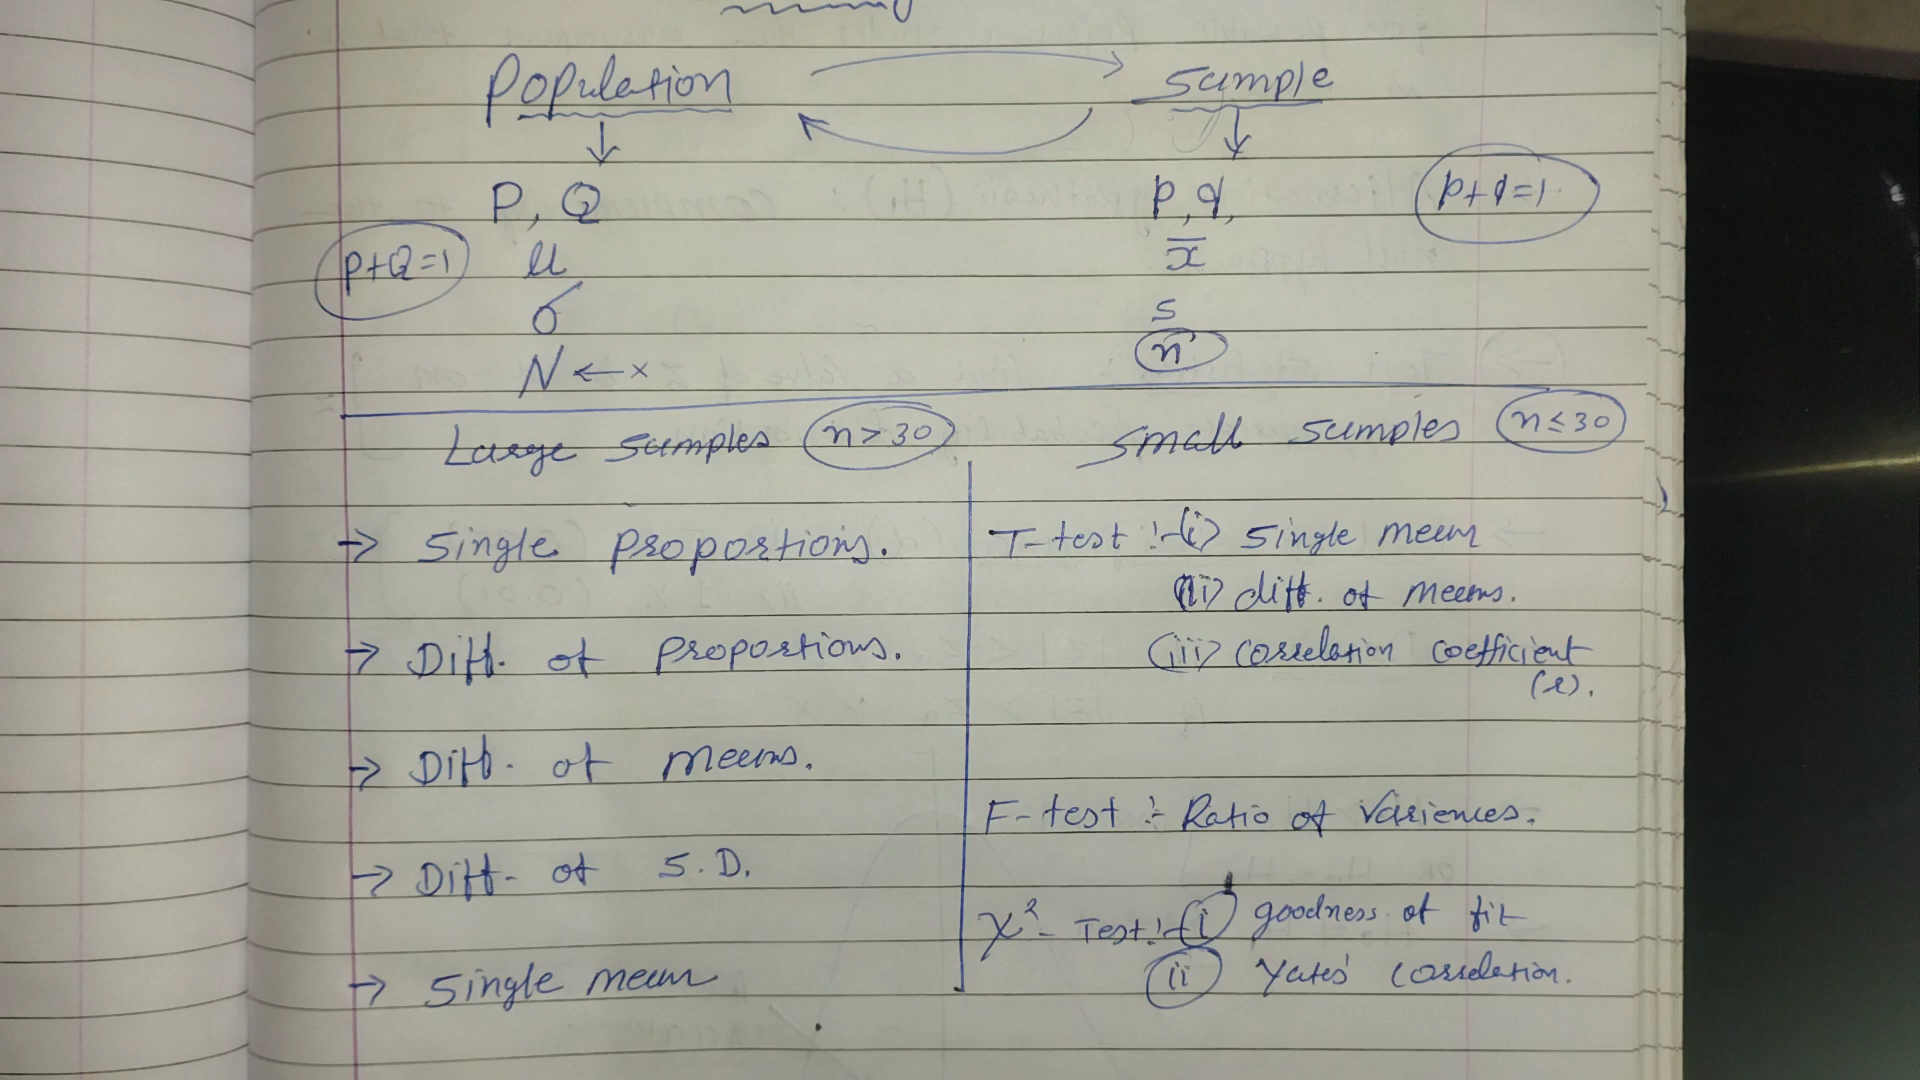 Population → Sample
←
↓ ↓
P, Q
p, q,
p+q=1
P+Q=1
μ
x̄
σ
s
N ← ×
n
Large samples n>30
Small samples n≤30
→ Single proportions.
→ Diff. of proportions.
→ Diff. of means.
→ Diff. of S.D.
→ Single mean
T-test :- (i) single mean
(ii) diff. of means.
(iii) correlation coefficient
(r).
F-test :- Ratio of Variences.
χ²- Test :- (i) goodness of fit
(ii) Yates' correlation.